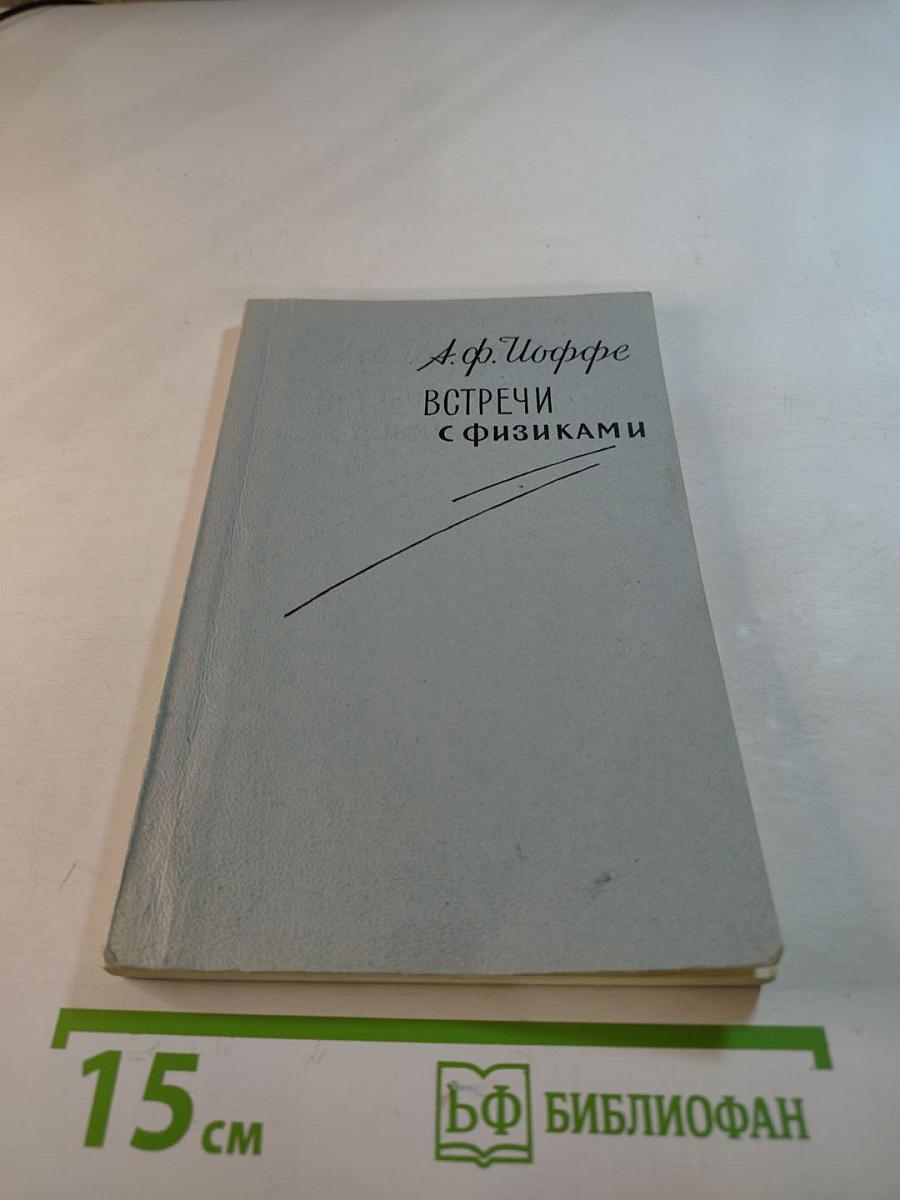 А.Ф.Иоффе
ВСТРЕЧИ
С ФИЗИКАМИ
15 см
БФ БИБЛИОФАН